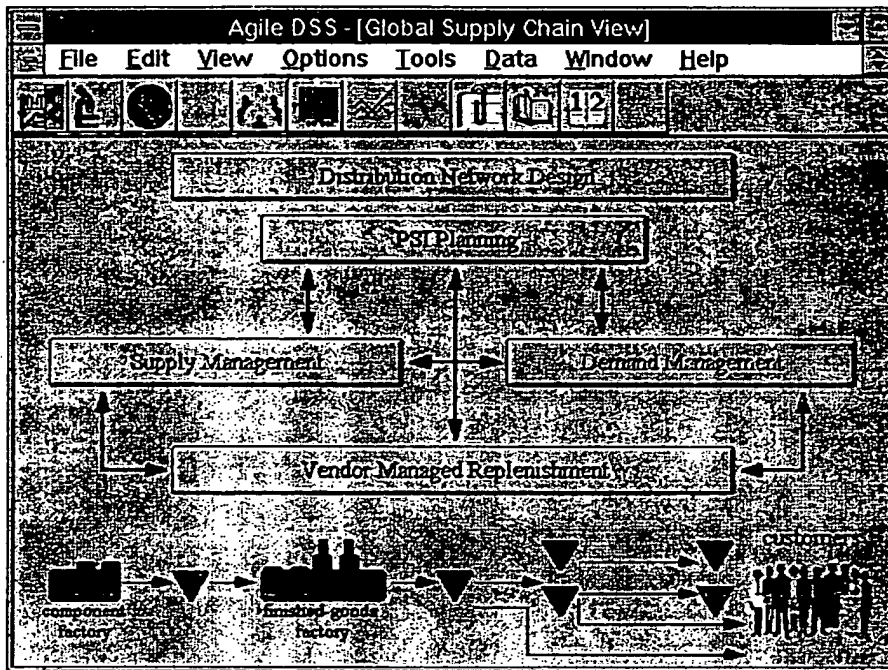 Agile DSS - [Global Supply Chain View]
File Edit View Options Tools Data Window Help
12
Distribution Network Design
PSI Planning
Supply Management
Demand Management
Vendor Managed Replenishment
customers
component
factory
finished-goods
factory